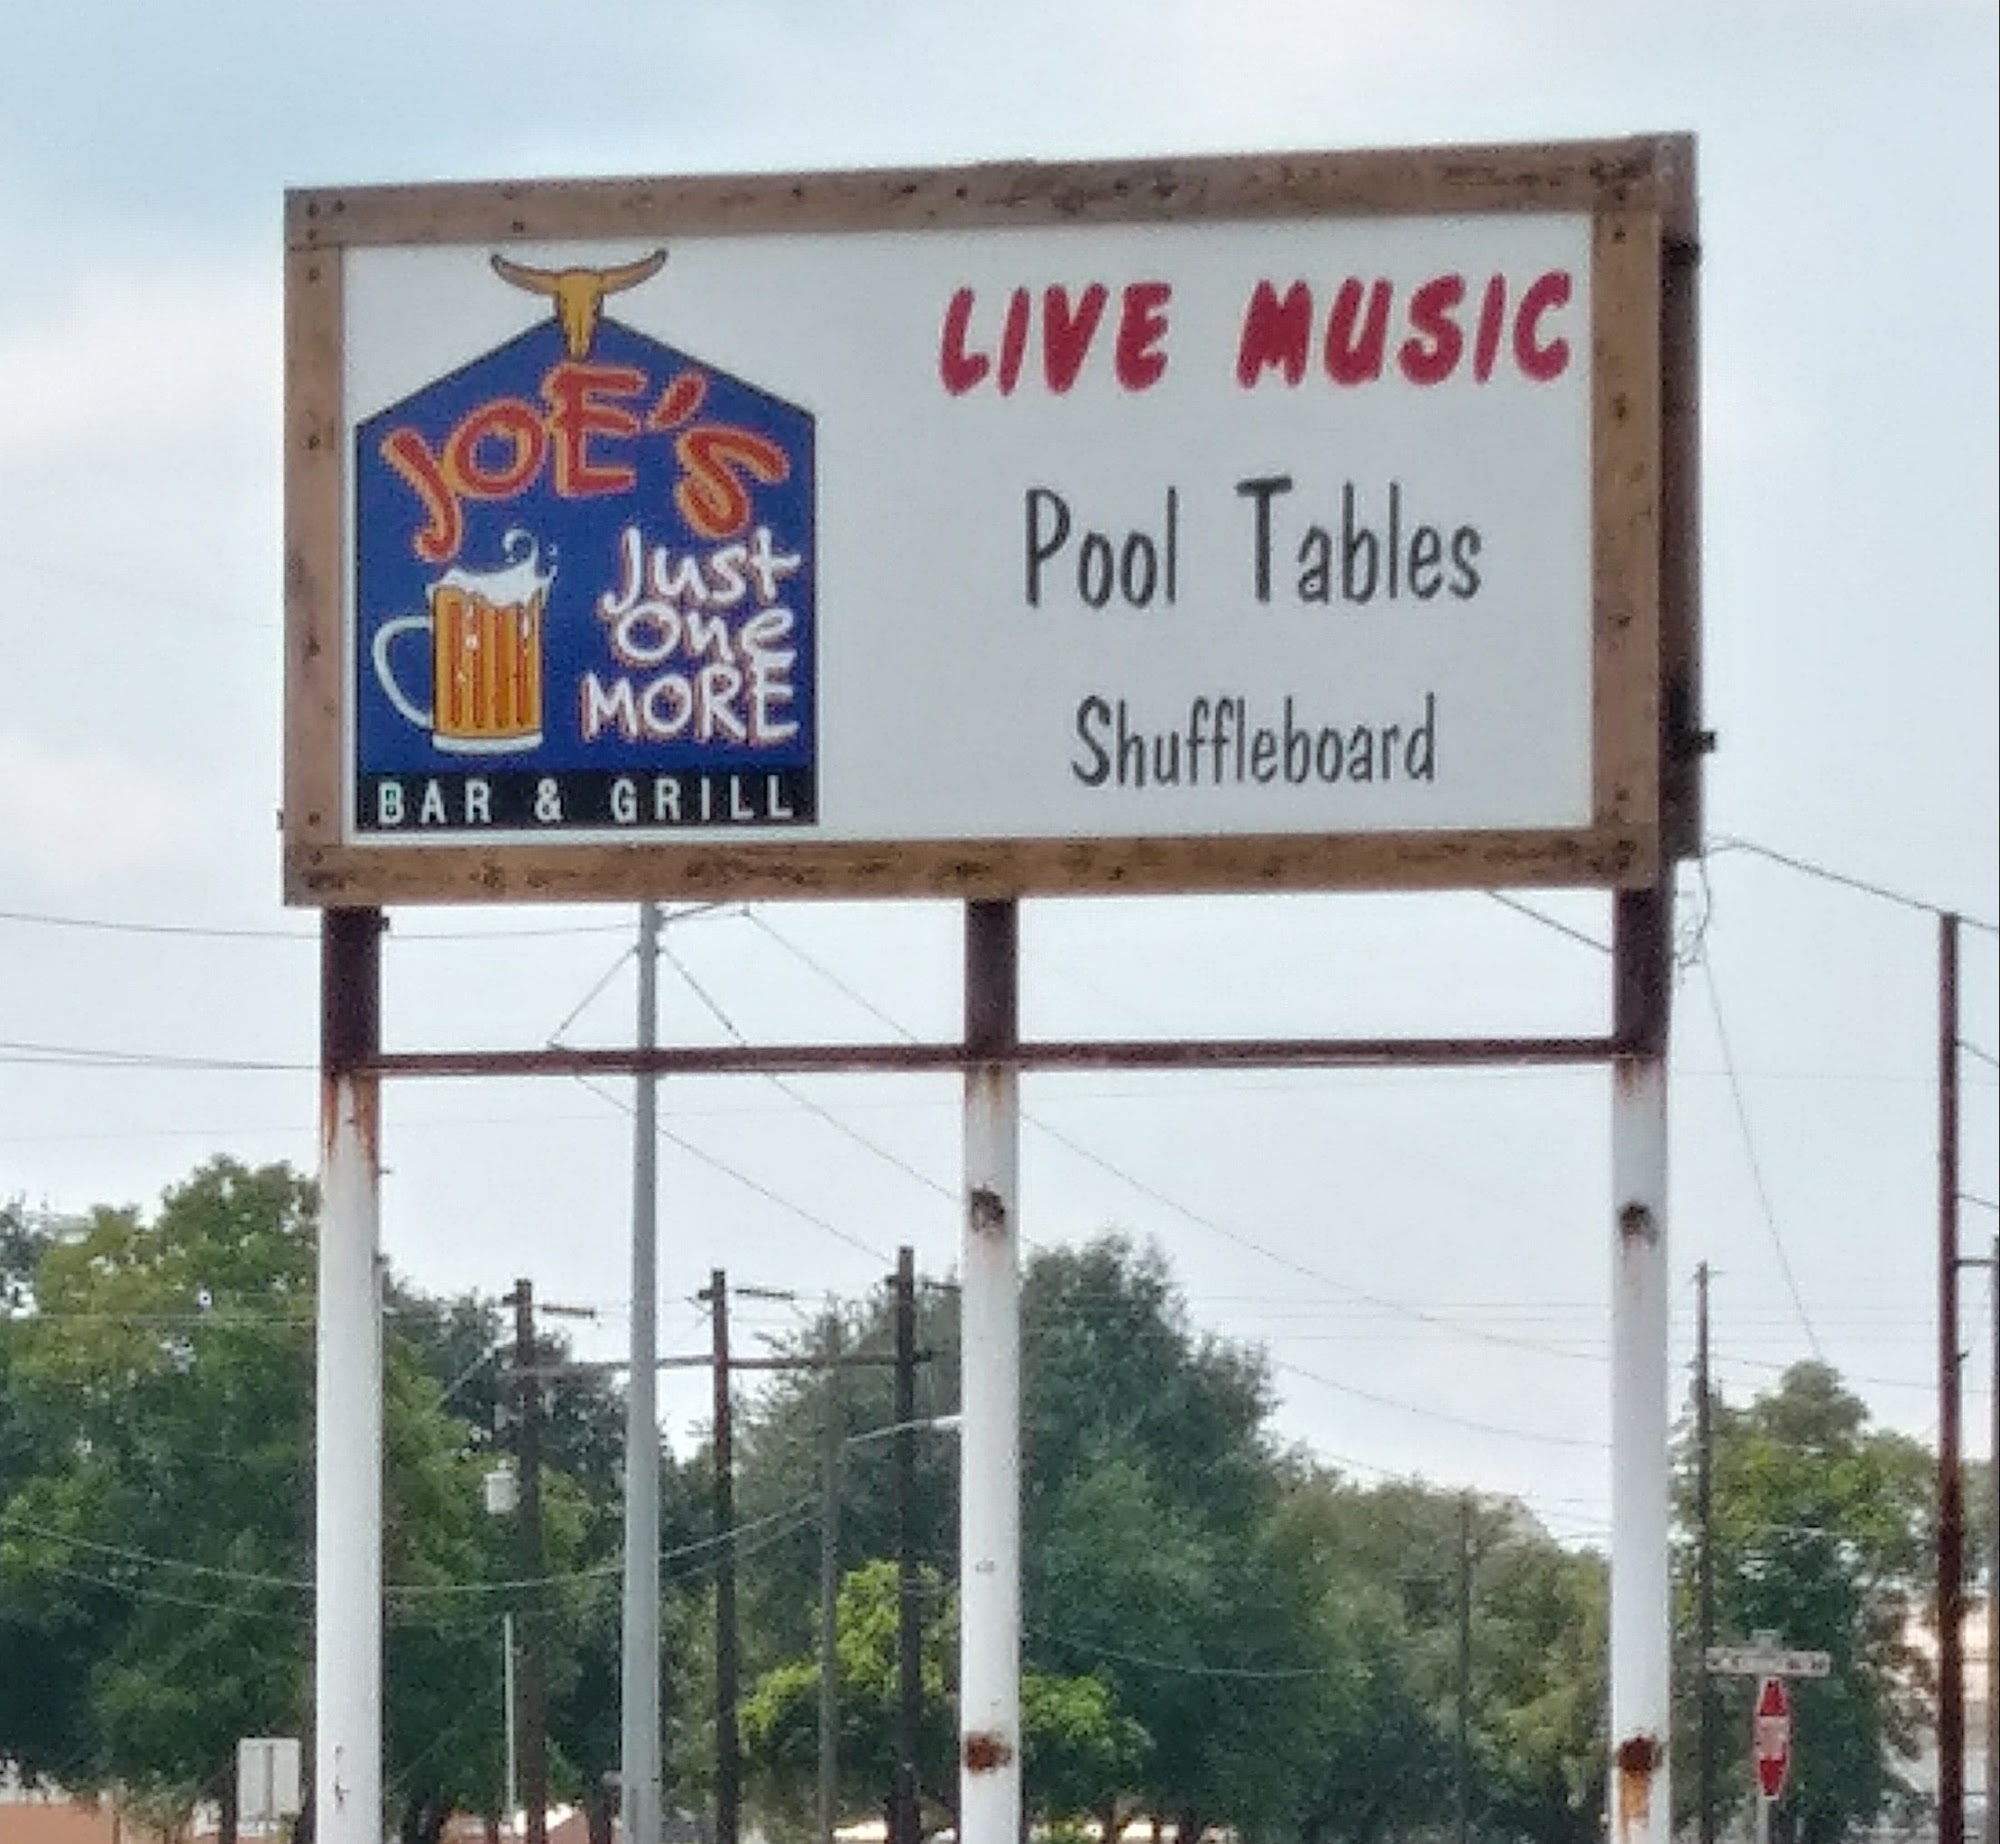 JOE'S
Just
One
MORE
BAR & GRILL
LIVE MUSIC
Pool Tables
Shuffleboard